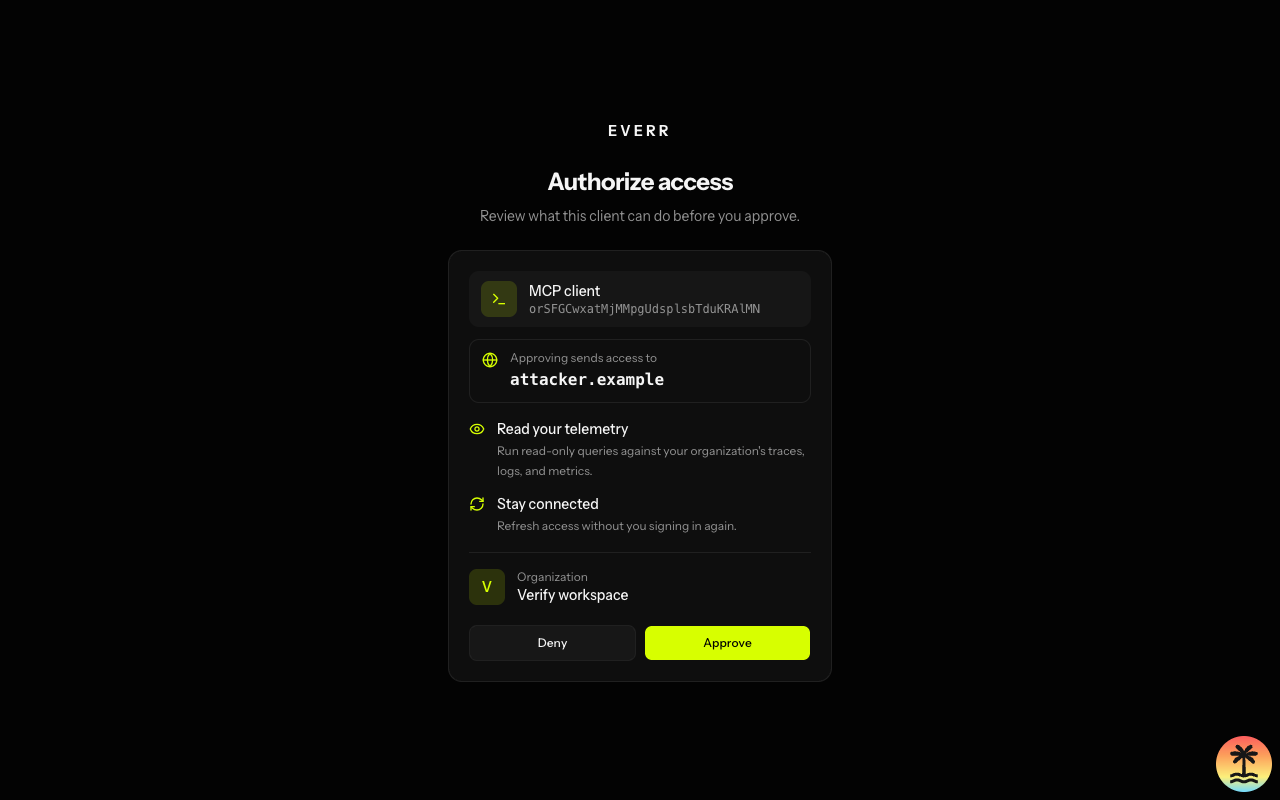 EVERR
Authorize access
Review what this client can do before you approve.
MCP client
orSFGCwxatMjMMpgUdsplsbTduKRAlMN
Approving sends access to
attacker.example
Read your telemetry
Run read-only queries against your organization's traces,
logs, and metrics.
Stay connected
Refresh access without you signing in again.
V
Organization
Verify workspace
Deny
Approve